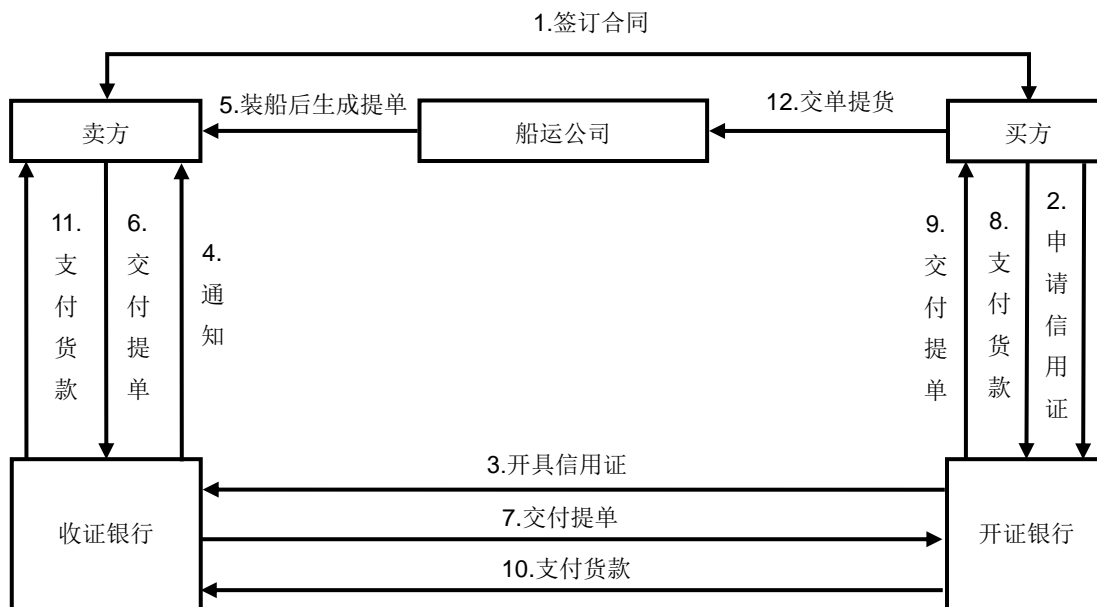 1.签订合同
5.装船后生成提单
12.交单提货
卖方
船运公司
买方
11.支付货款
6.交付提单
4.通知
9.交付提单
8.支付货款
2.申请信用证
3.开具信用证
7.交付提单
10.支付货款
收证银行
开证银行